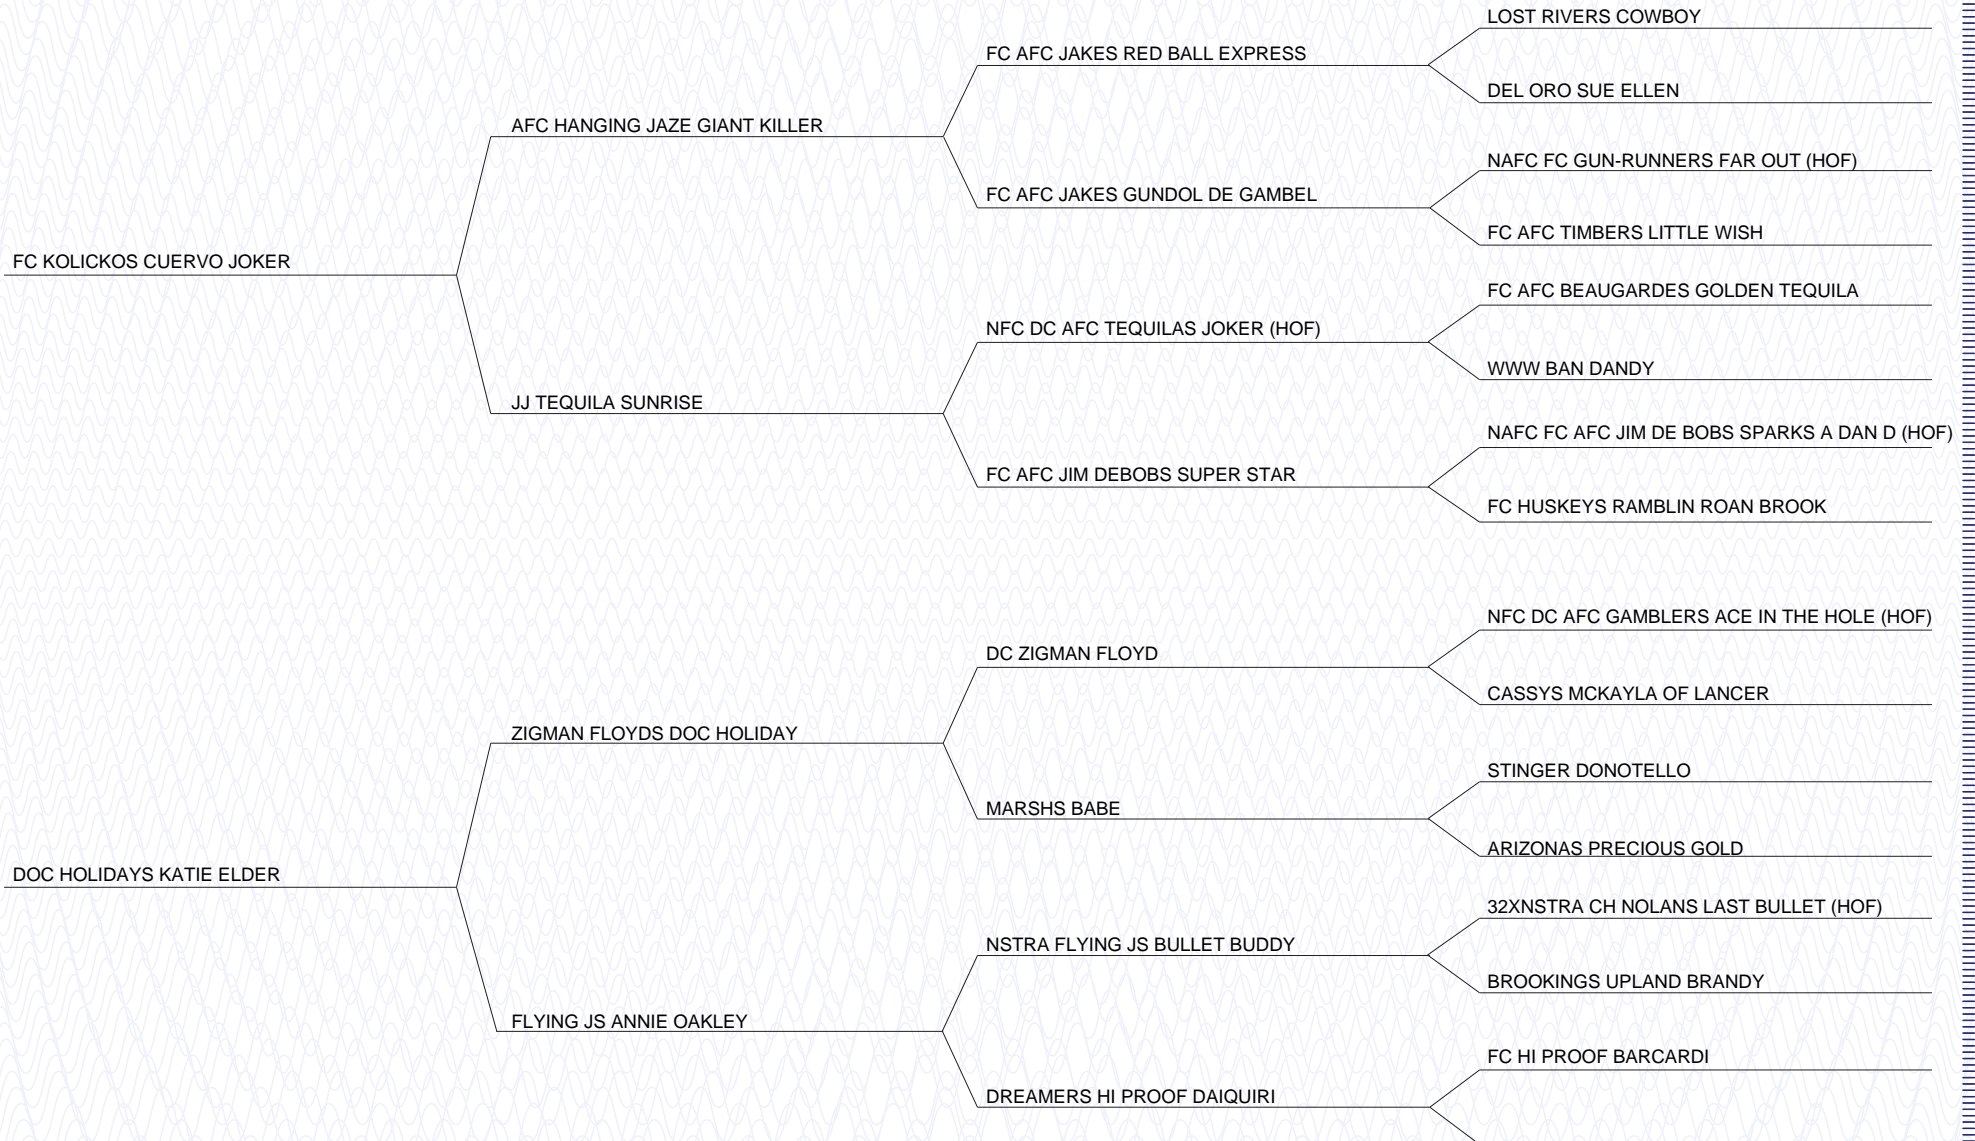 LOST RIVERS COWBOY
FC AFC JAKES RED BALL EXPRESS
DEL ORO SUE ELLEN
AFC HANGING JAZE GIANT KILLER
NAFC FC GUN-RUNNERS FAR OUT (HOF)
FC AFC JAKES GUNDOL DE GAMBEL
FC AFC TIMBERS LITTLE WISH
FC KOLICKOS CUERVO JOKER
FC AFC BEAUGARDES GOLDEN TEQUILA
NFC DC AFC TEQUILAS JOKER (HOF)
WWW BAN DANDY
JJ TEQUILA SUNRISE
NAFC FC AFC JIM DE BOBS SPARKS A DAN D (HOF)
FC AFC JIM DEBOBS SUPER STAR
FC HUSKEYS RAMBLIN ROAN BROOK
NFC DC AFC GAMBLERS ACE IN THE HOLE (HOF)
DC ZIGMAN FLOYD
CASSYS MCKAYLA OF LANCER
ZIGMAN FLOYDS DOC HOLIDAY
STINGER DONOTELLO
MARSHS BABE
ARIZONAS PRECIOUS GOLD
DOC HOLIDAYS KATIE ELDER
32XNSTRA CH NOLANS LAST BULLET (HOF)
NSTRA FLYING JS BULLET BUDDY
BROOKINGS UPLAND BRANDY
FLYING JS ANNIE OAKLEY
FC HI PROOF BARCARDI
DREAMERS HI PROOF DAIQUIRI